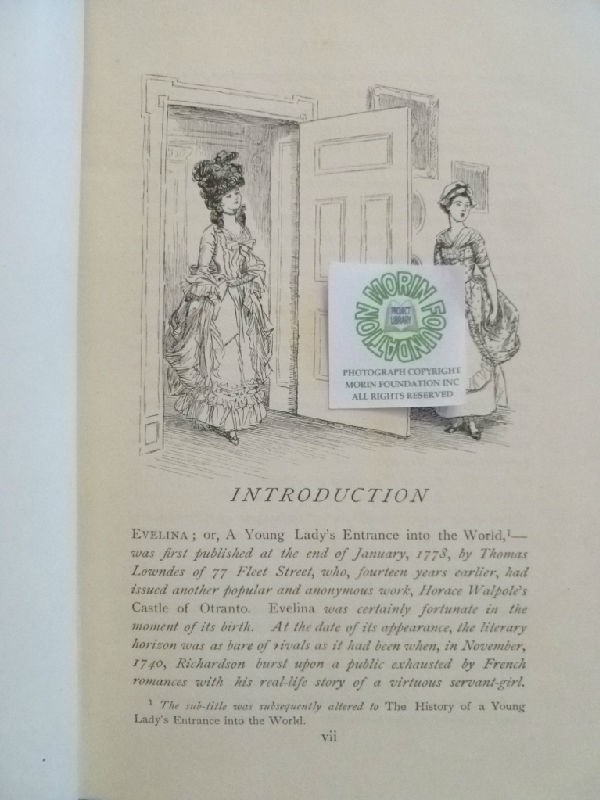 MORIN FOUNDATION
PROJECT
LIBRARY
PHOTOGRAPH COPYRIGHT
MORIN FOUNDATION INC
ALL RIGHTS RESERVED
INTRODUCTION
EVELINA; or, A Young Lady's Entrance into the World,¹—
was first published at the end of January, 1778, by Thomas
Lowndes of 77 Fleet Street, who, fourteen years earlier, had
issued another popular and anonymous work, Horace Walpole's
Castle of Otranto. Evelina was certainly fortunate in the
moment of its birth. At the date of its appearance, the literary
horison was as bare of rivals as it had been when, in November,
1740, Richardson burst upon a public exhausted by French
romances with his real-life story of a virtuous servant-girl.
¹ The sub-title was subsequently altered to The History of a Young
Lady's Entrance into the World.
vii